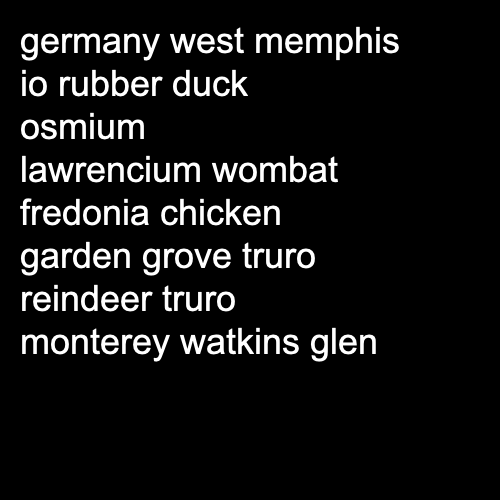 germany west memphis
io rubber duck
osmium
lawrencium wombat
fredonia chicken
garden grove truro
reindeer truro
monterey watkins glen